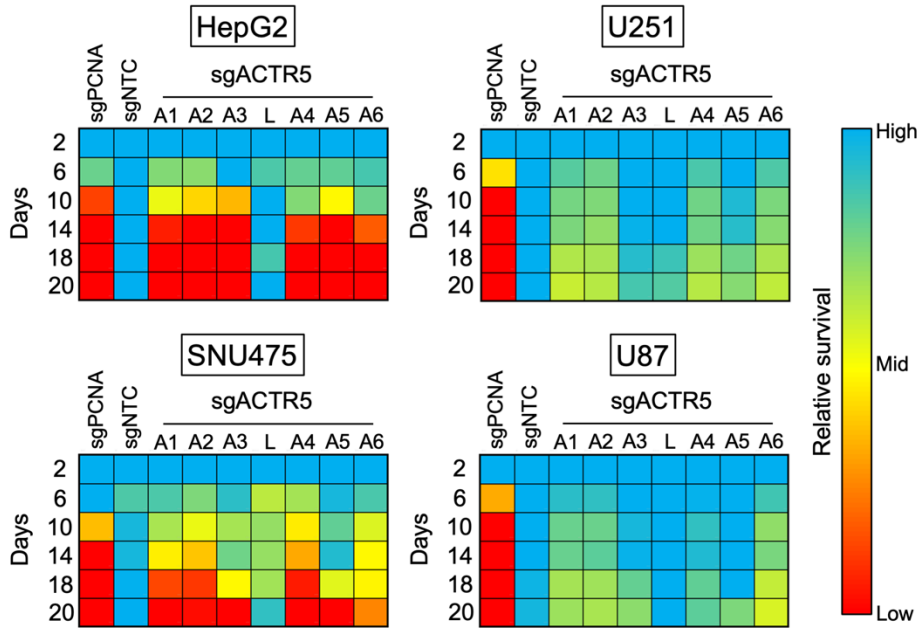 HepG2
sgACTR5
sgPCNA sgNTC A1 A2 A3 L A4 A5 A6
Days
2
6
10
14
18
20
U251
sgACTR5
sgPCNA sgNTC A1 A2 A3 L A4 A5 A6
Days
2
6
10
14
18
20
SNU475
sgACTR5
sgPCNA sgNTC A1 A2 A3 L A4 A5 A6
Days
2
6
10
14
18
20
U87
sgACTR5
sgPCNA sgNTC A1 A2 A3 L A4 A5 A6
Days
2
6
10
14
18
20
Relative survival
High
Mid
Low